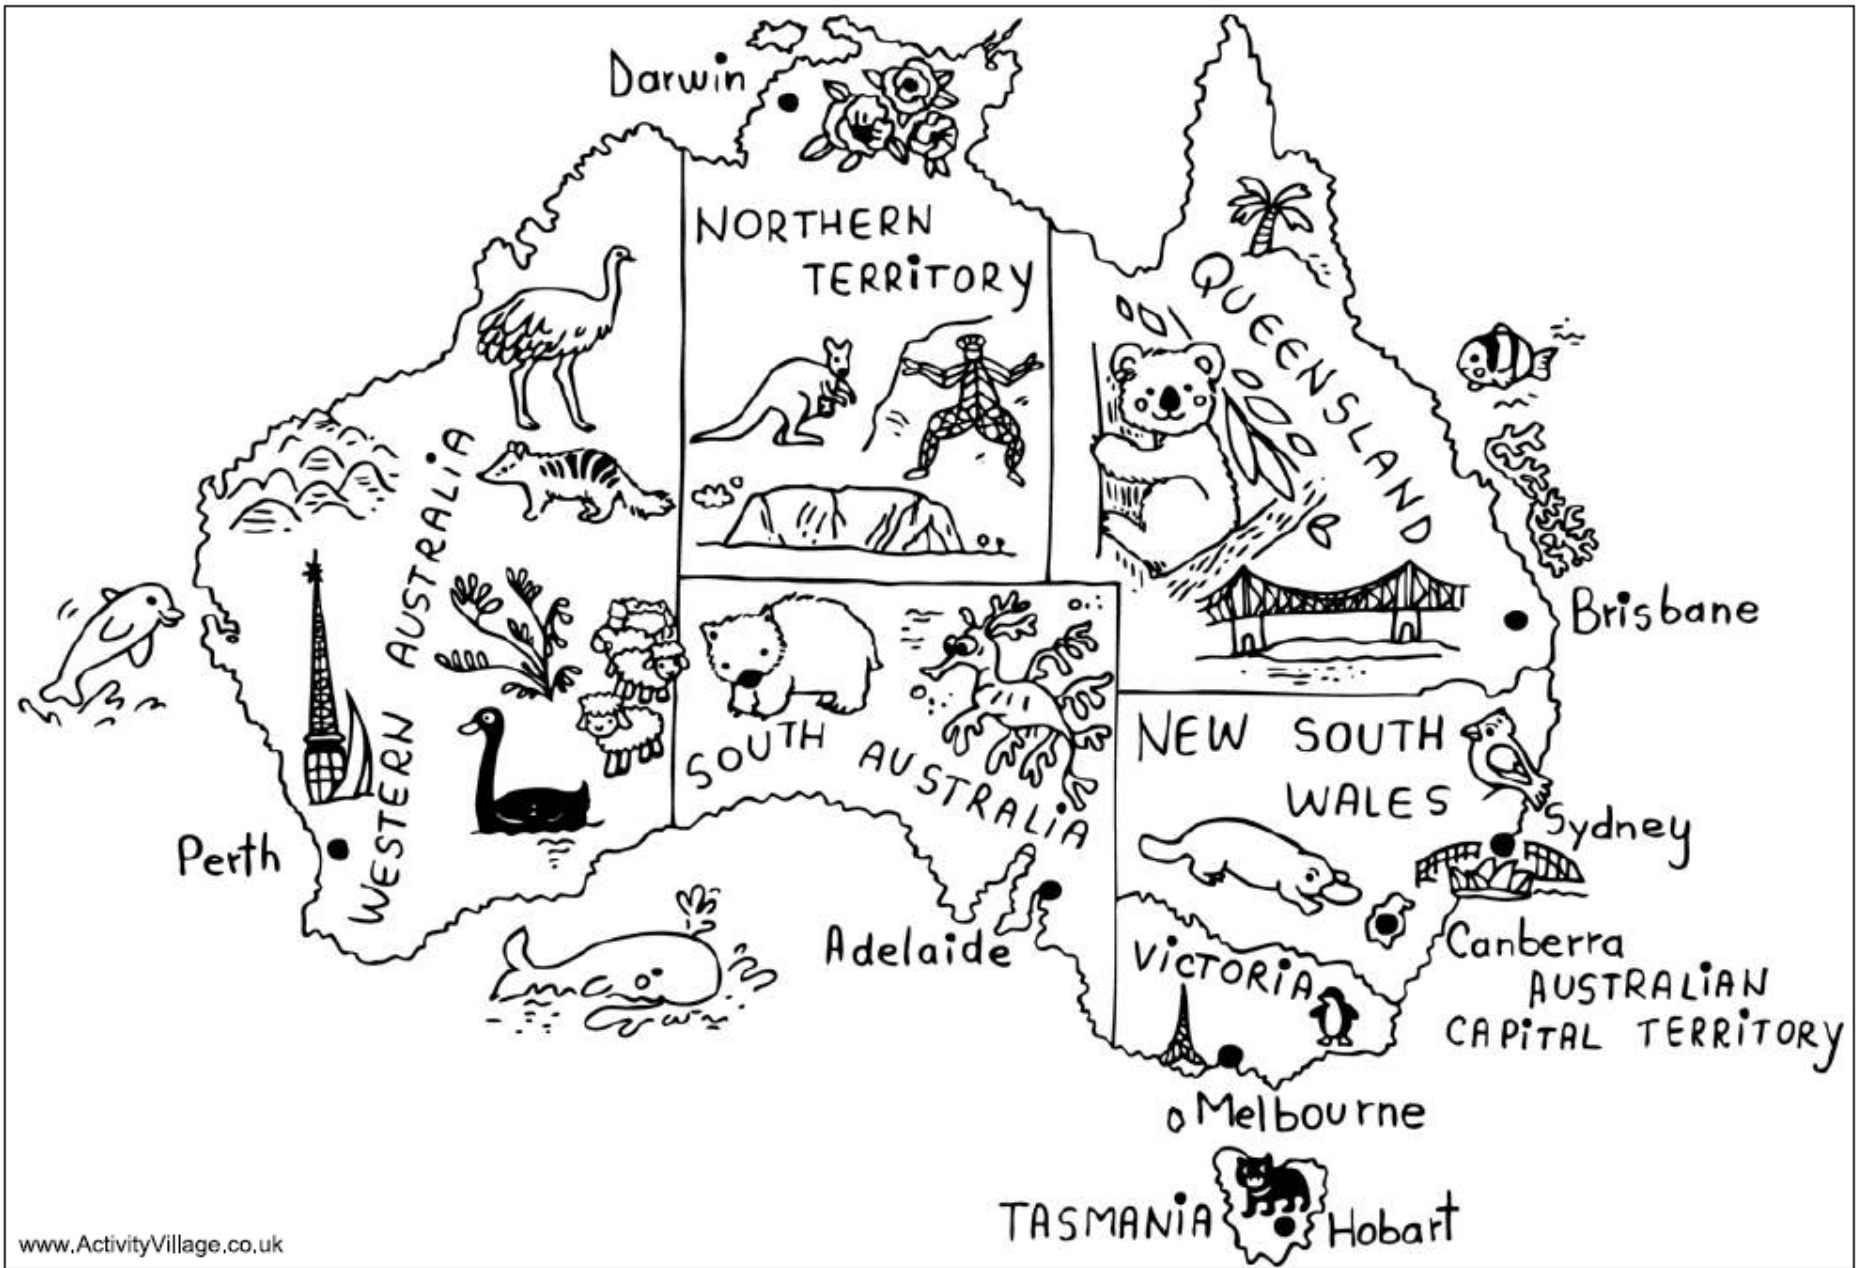 Darwin
NORTHERN
TERRITORY
QUEENSLAND
WESTERN AUSTRALIA
Brisbane
SOUTH AUSTRALIA
NEW SOUTH
WALES
Sydney
Perth
Adelaide
Canberra
VICTORIA
AUSTRALIAN
CAPITAL TERRITORY
Melbourne
TASMANIA
Hobart
www.ActivityVillage.co.uk